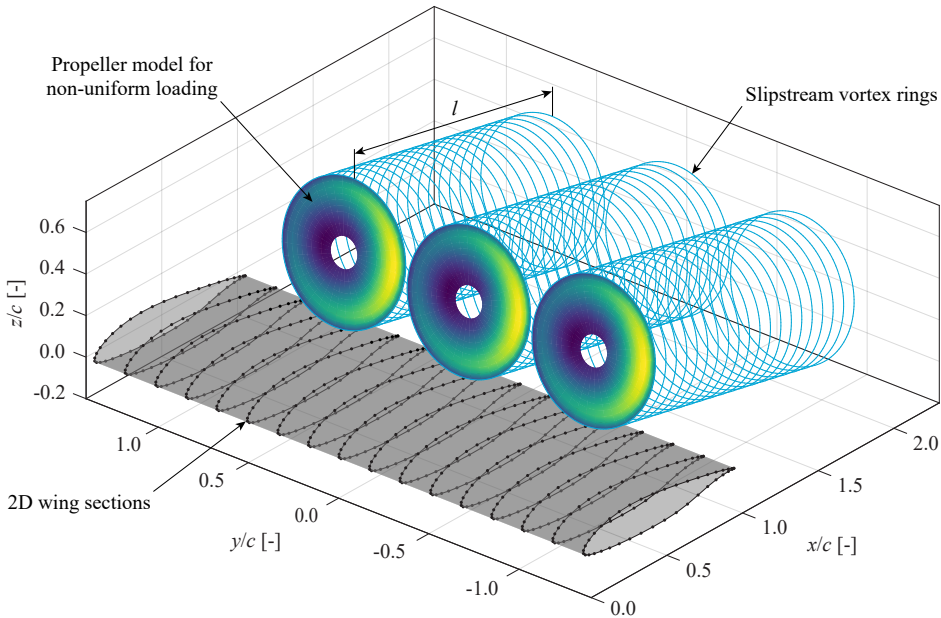 Propeller model for
non-uniform loading
l
Slipstream vortex rings
z/c [-]
0.6
0.4
0.2
0.0
-0.2
2D wing sections
1.0
0.5
0.0
-0.5
-1.0
y/c [-]
0.0
0.5
1.0
1.5
2.0
x/c [-]